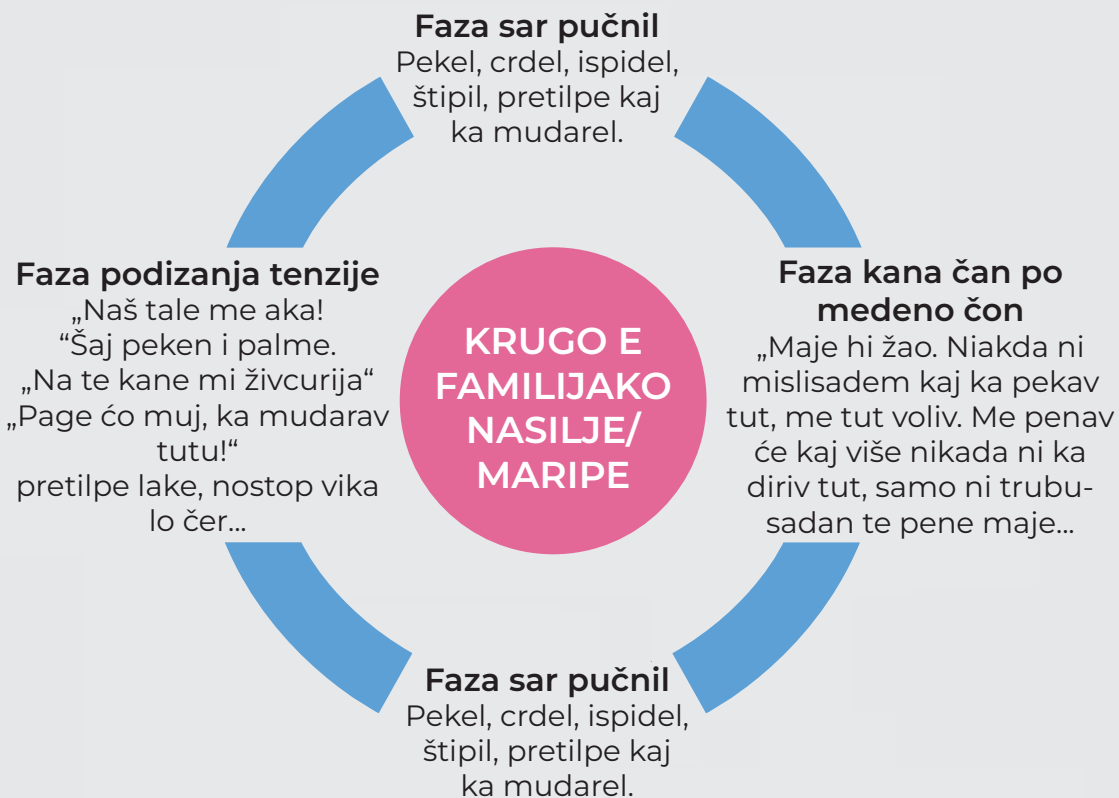 Faza sar pučnil
Pekel, crdel, ispidel,
štipil, pretilpe kaj
ka mudarel.
Faza podizanja tenzije
„Naš tale me aka!
“Šaj peken i palme.
„Na te kane mi živcurija“
„Page ćo muj, ka mudarav
tutu!“
pretilpe lake, nostop vika
lo čer...
KRUGO E
FAMILIJAKO
NASILJE/
MARIPE
Faza kana čan po
medeno čon
„Maje hi žao. Niakda ni
mislisadem kaj ka pekav
tut, me tut voliv. Me penav
će kaj više nikada ni ka
diriv tut, samo ni trubu-
sadan te pene maje...
Faza sar pučnil
Pekel, crdel, ispidel,
štipil, pretilpe kaj
ka mudarel.